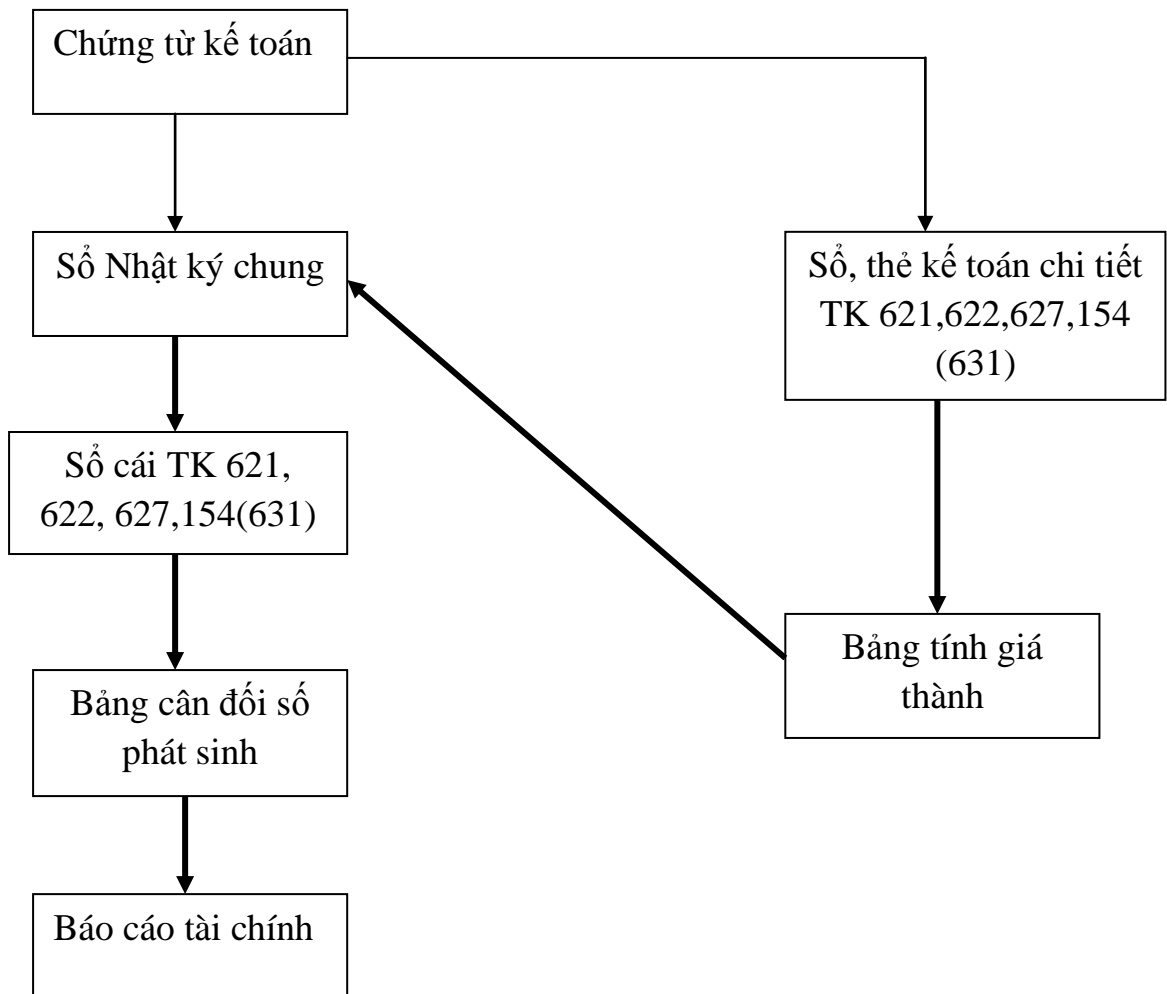 Chứng từ kế toán
Sổ Nhật ký chung
Sổ, thẻ kế toán chi tiết
TK 621,622,627,154
(631)
Sổ cái TK 621,
622, 627,154(631)
Bảng tính giá
thành
Bảng cân đối số
phát sinh
Báo cáo tài chính